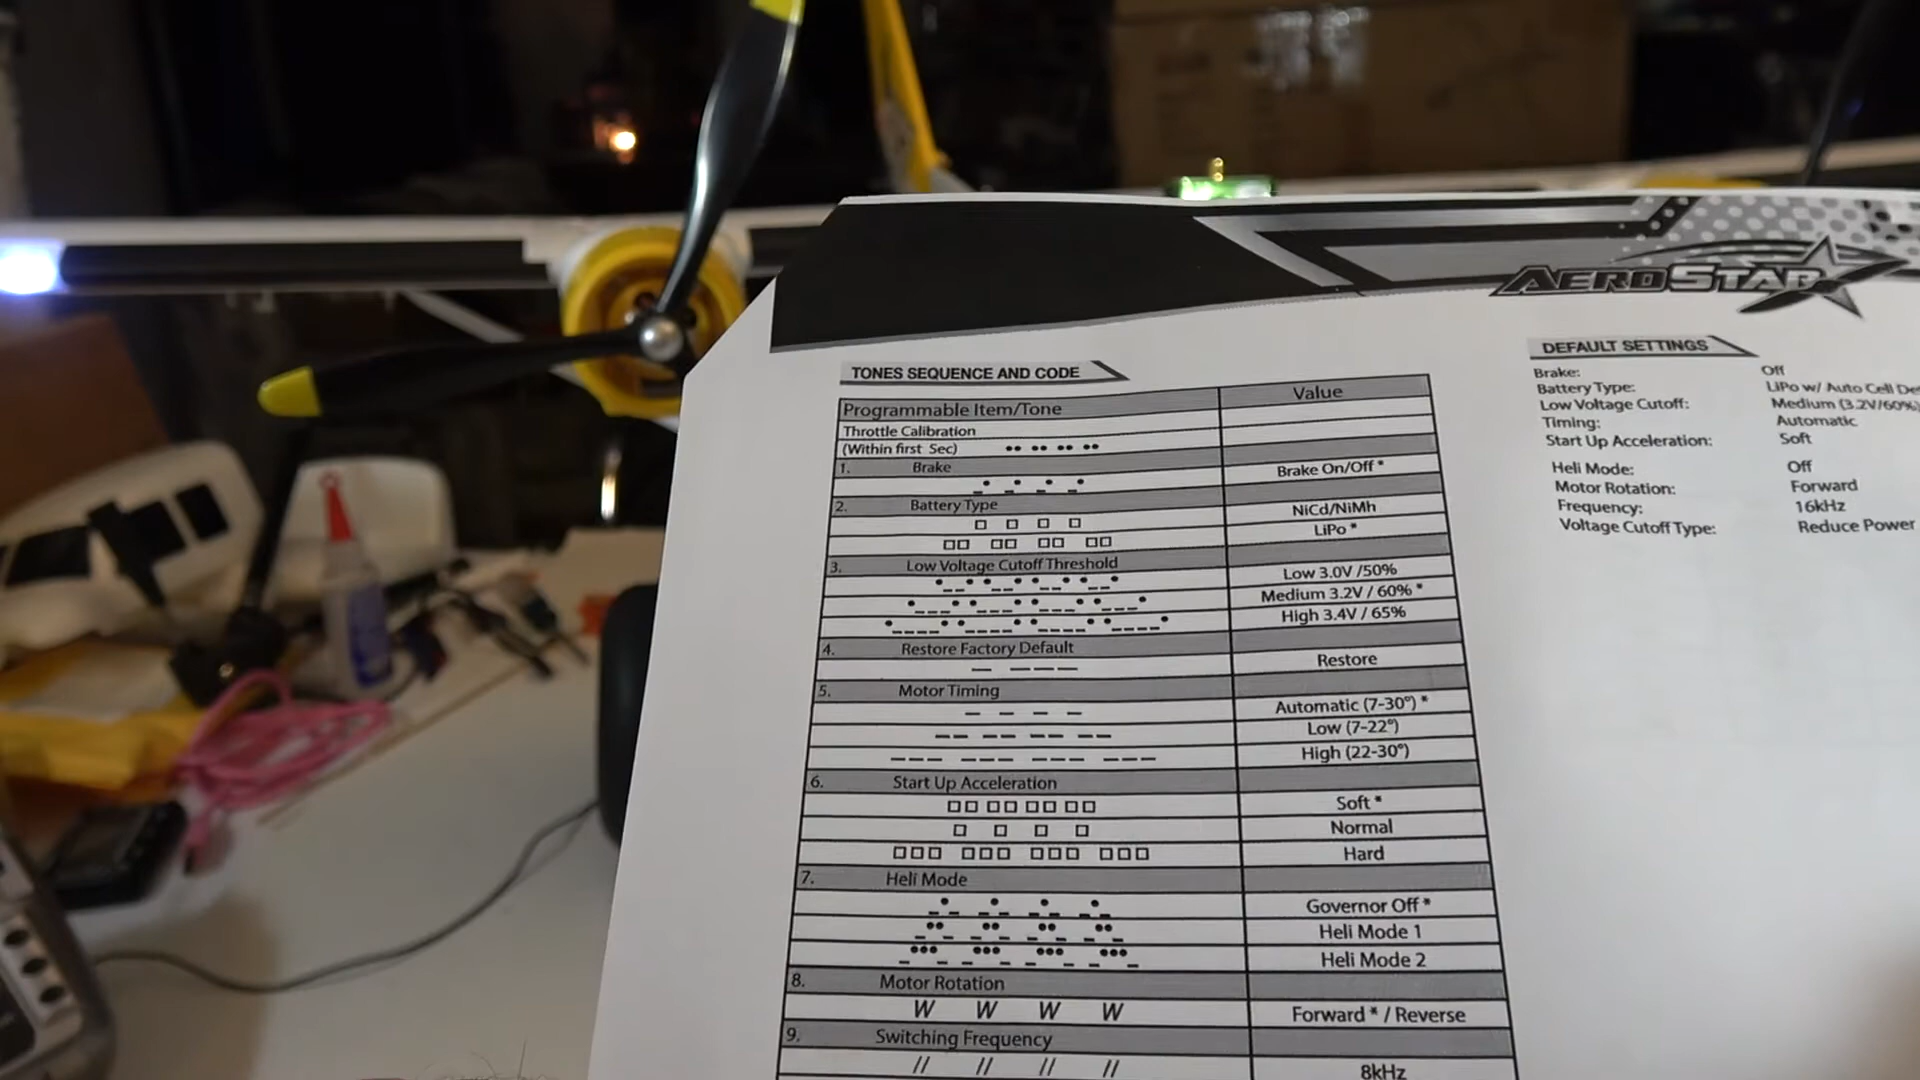 AEROSTAR
TONES SEQUENCE AND CODE
Programmable Item/Tone Value
Throttle Calibration
(Within first Sec)
1. Brake
Brake On/Off *
2. Battery Type
NiCd/NiMh
LiPo *
3. Low Voltage Cutoff Threshold
Low 3.0V /50%
Medium 3.2V / 60% *
High 3.4V / 65%
4. Restore Factory Default
Restore
5. Motor Timing
Automatic (7-30°) *
Low (7-22°)
High (22-30°)
6. Start Up Acceleration
Soft *
Normal
Hard
7. Heli Mode
Governor Off *
Heli Mode 1
Heli Mode 2
8. Motor Rotation
W W W W Forward * / Reverse
9. Switching Frequency
// // // // 8kHz
DEFAULT SETTINGS
Brake: Off
Battery Type: LiPo w/ Auto Cell
Low Voltage Cutoff: Medium (3.2V/60%
Timing: Automatic
Start Up Acceleration: Soft
Heli Mode: Off
Motor Rotation: Forward
Frequency: 16kHz
Voltage Cutoff Type: Reduce Power